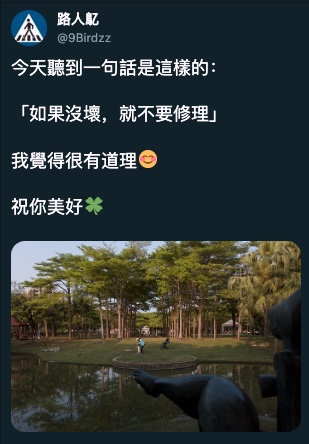 路人髛
@9Birdzz
今天聽到一句話是這樣的：
「如果沒壞，就不要修理」
我覺得很有道理😊
祝你美好🍀